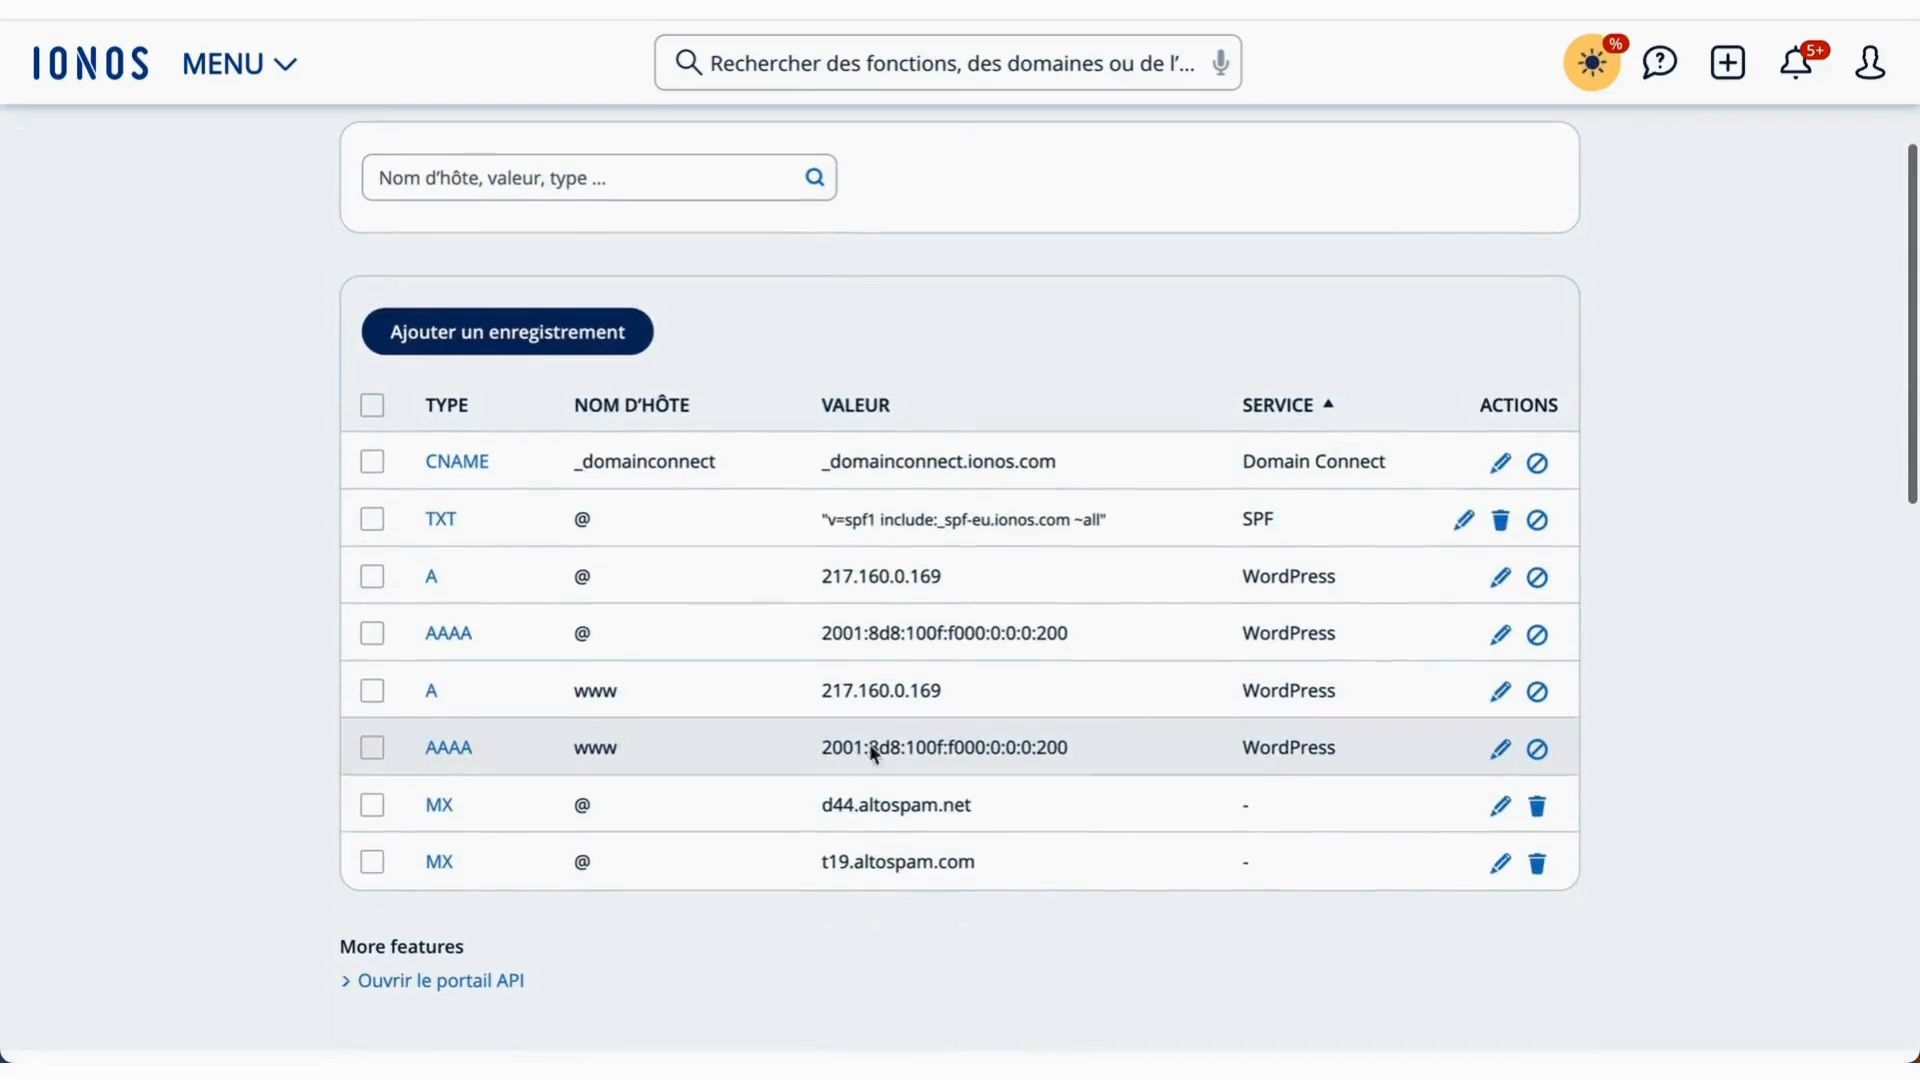 IONOS MENU Rechercher des fonctions, des domaines ou de l'... % 5+
Nom d'hôte, valeur, type ...
Ajouter un enregistrement
TYPE NOM D'HÔTE VALEUR SERVICE ▲ ACTIONS
CNAME _domainconnect _domainconnect.ionos.com Domain Connect
TXT @ "v=spf1 include:_spf-eu.ionos.com ~all" SPF
A @ 217.160.0.169 WordPress
AAAA @ 2001:8d8:100f:f000:0:0:0:200 WordPress
A www 217.160.0.169 WordPress
AAAA www 2001:8d8:100f:f000:0:0:0:200 WordPress
MX @ d44.altospam.net -
MX @ t19.altospam.com -
More features
> Ouvrir le portail API